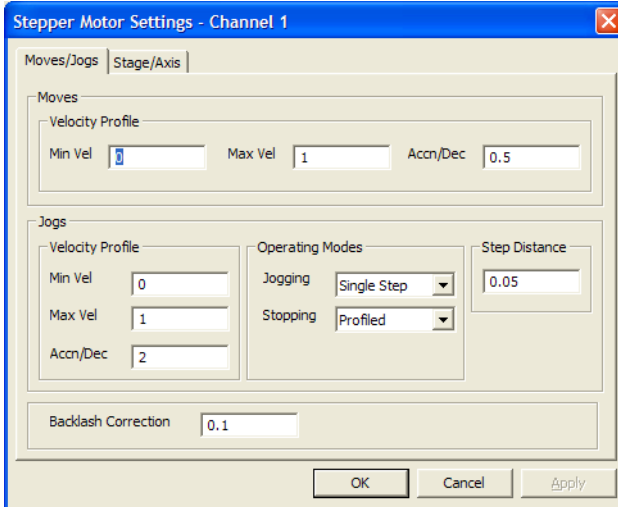 Stepper Motor Settings - Channel 1
Moves/Jogs Stage/Axis
Moves
Velocity Profile
Min Vel 0 Max Vel 1 Accn/Dec 0.5
Jogs
Velocity Profile Operating Modes Step Distance
Min Vel 0 Jogging Single Step 0.05
Max Vel 1 Stopping Profiled
Accn/Dec 2
Backlash Correction 0.1
OK Cancel Apply